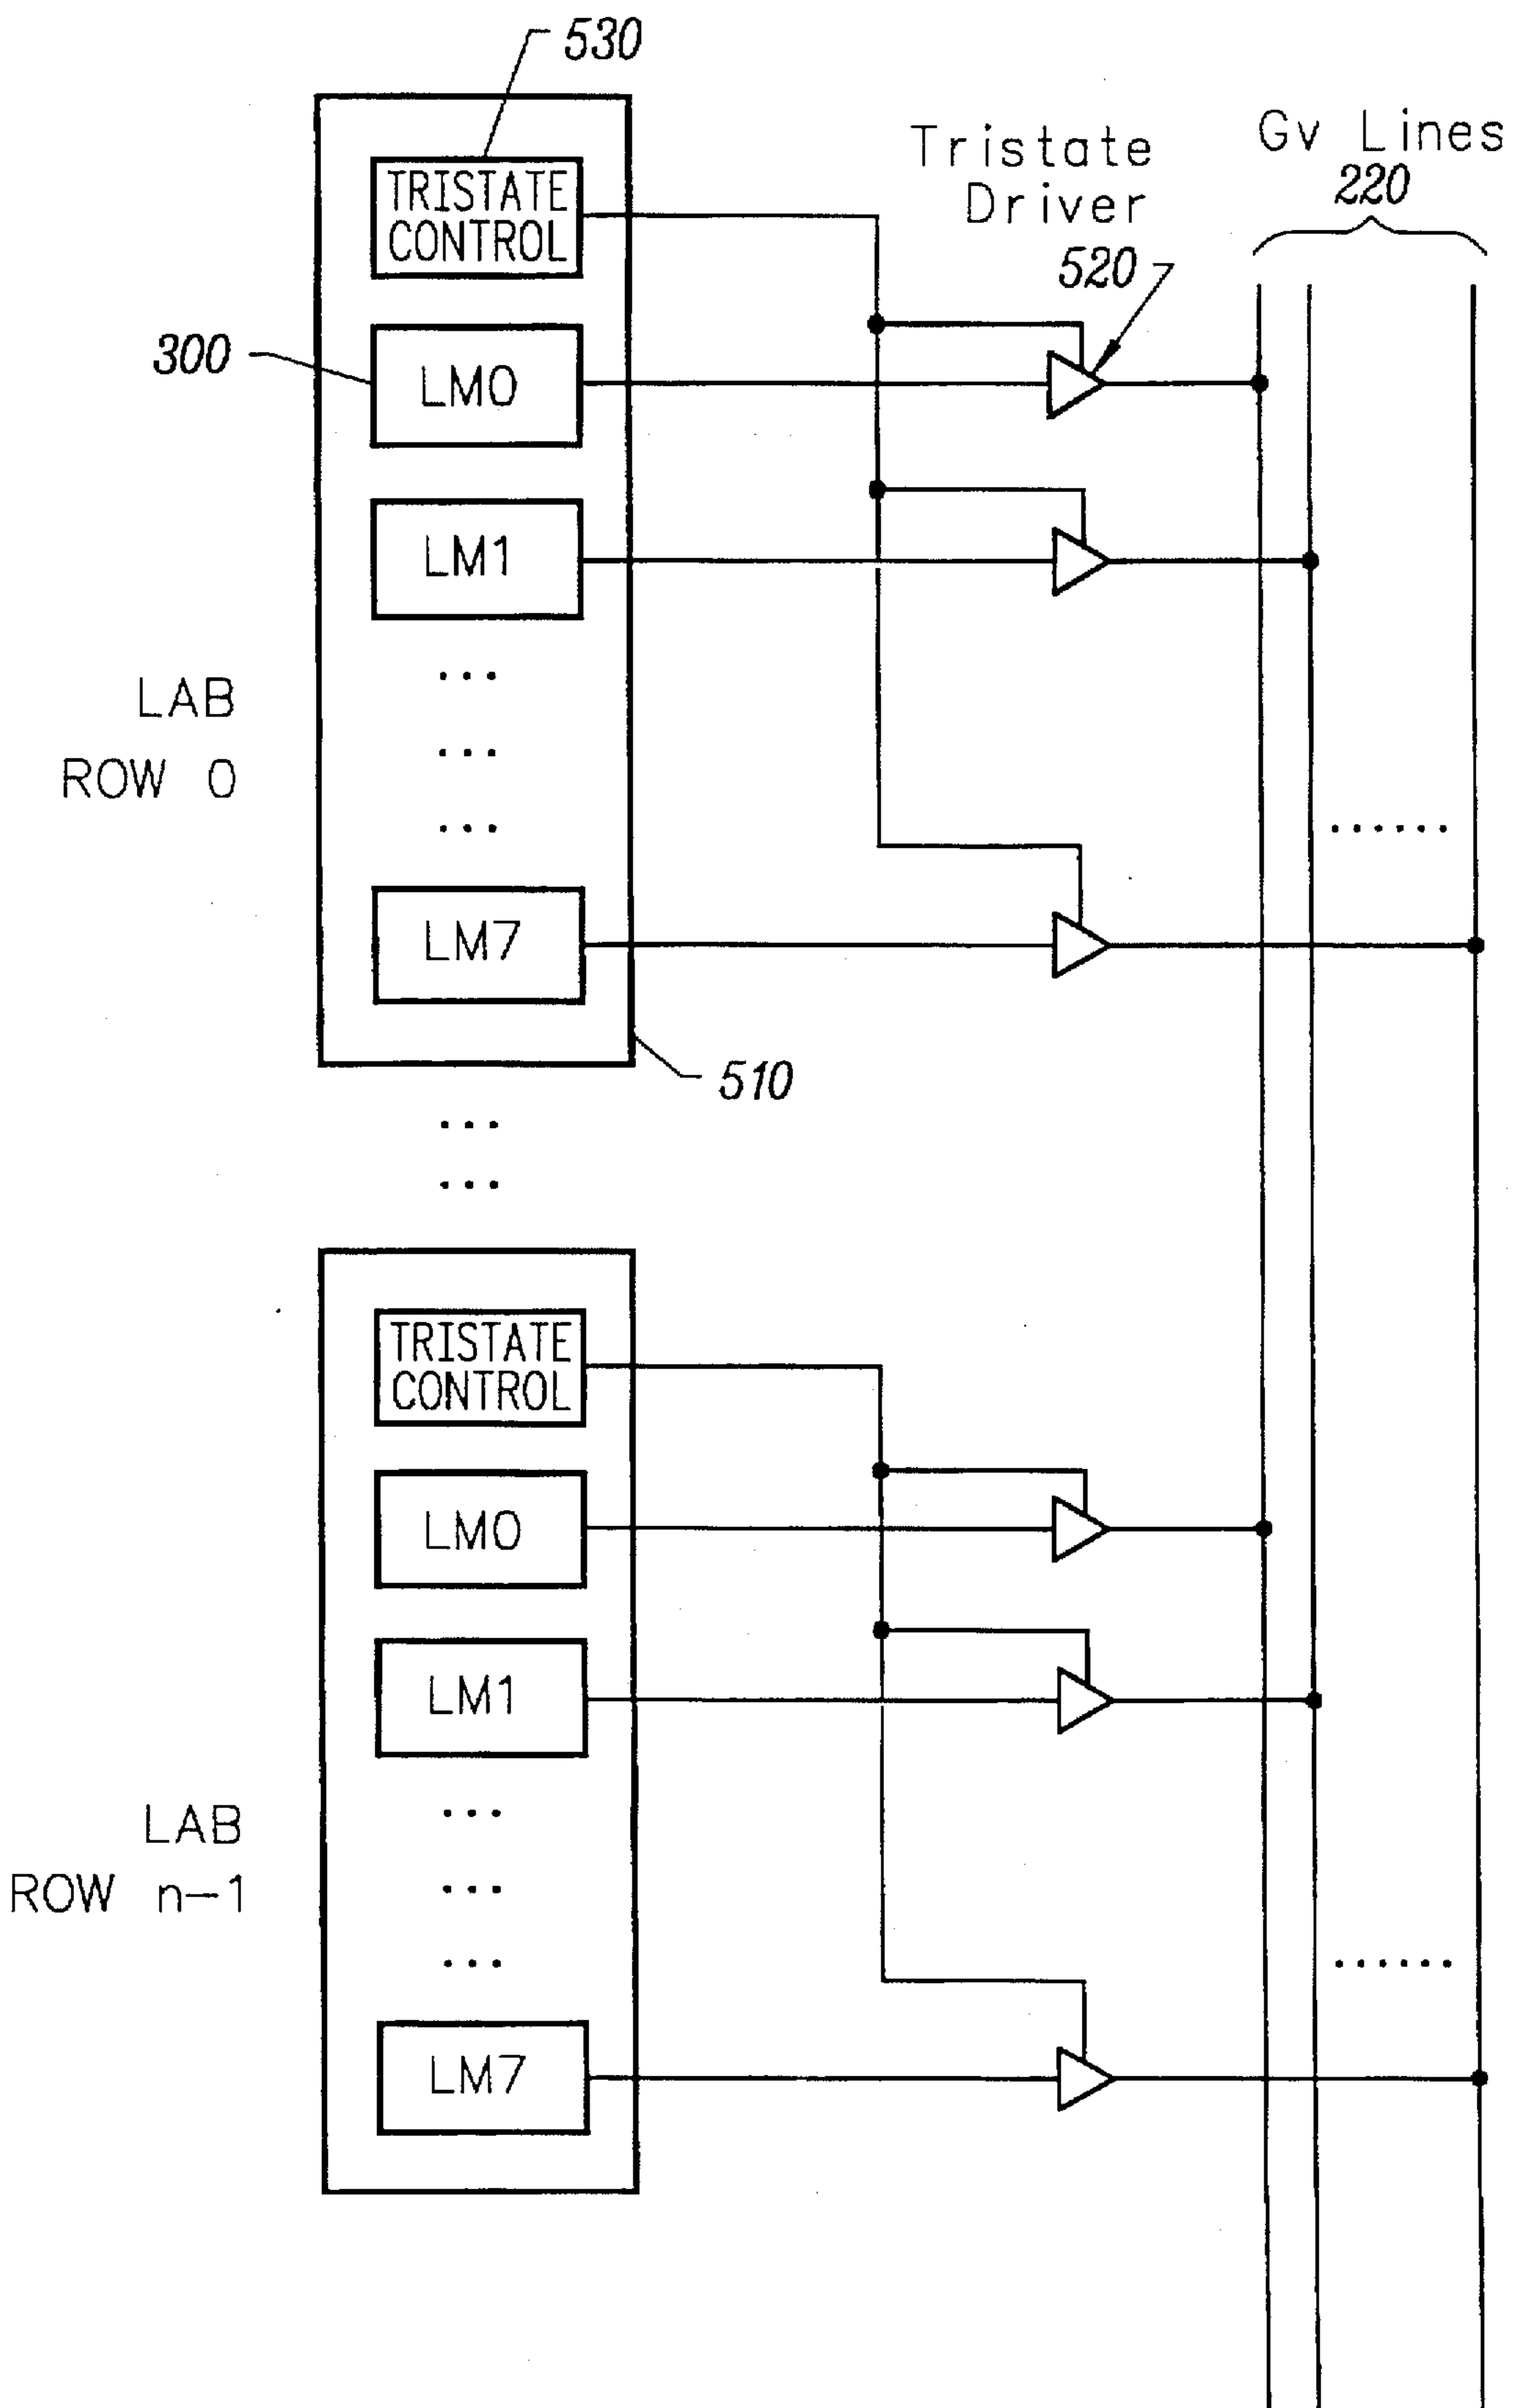 530
Tristate
Driver
520
Gv Lines
220
TRISTATE
CONTROL
300
LM0
LM1
...
LAB
ROW 0
...
...
LM7
......
510
...
...
TRISTATE
CONTROL
LM0
LM1
...
LAB
ROW n-1
...
...
......
LM7